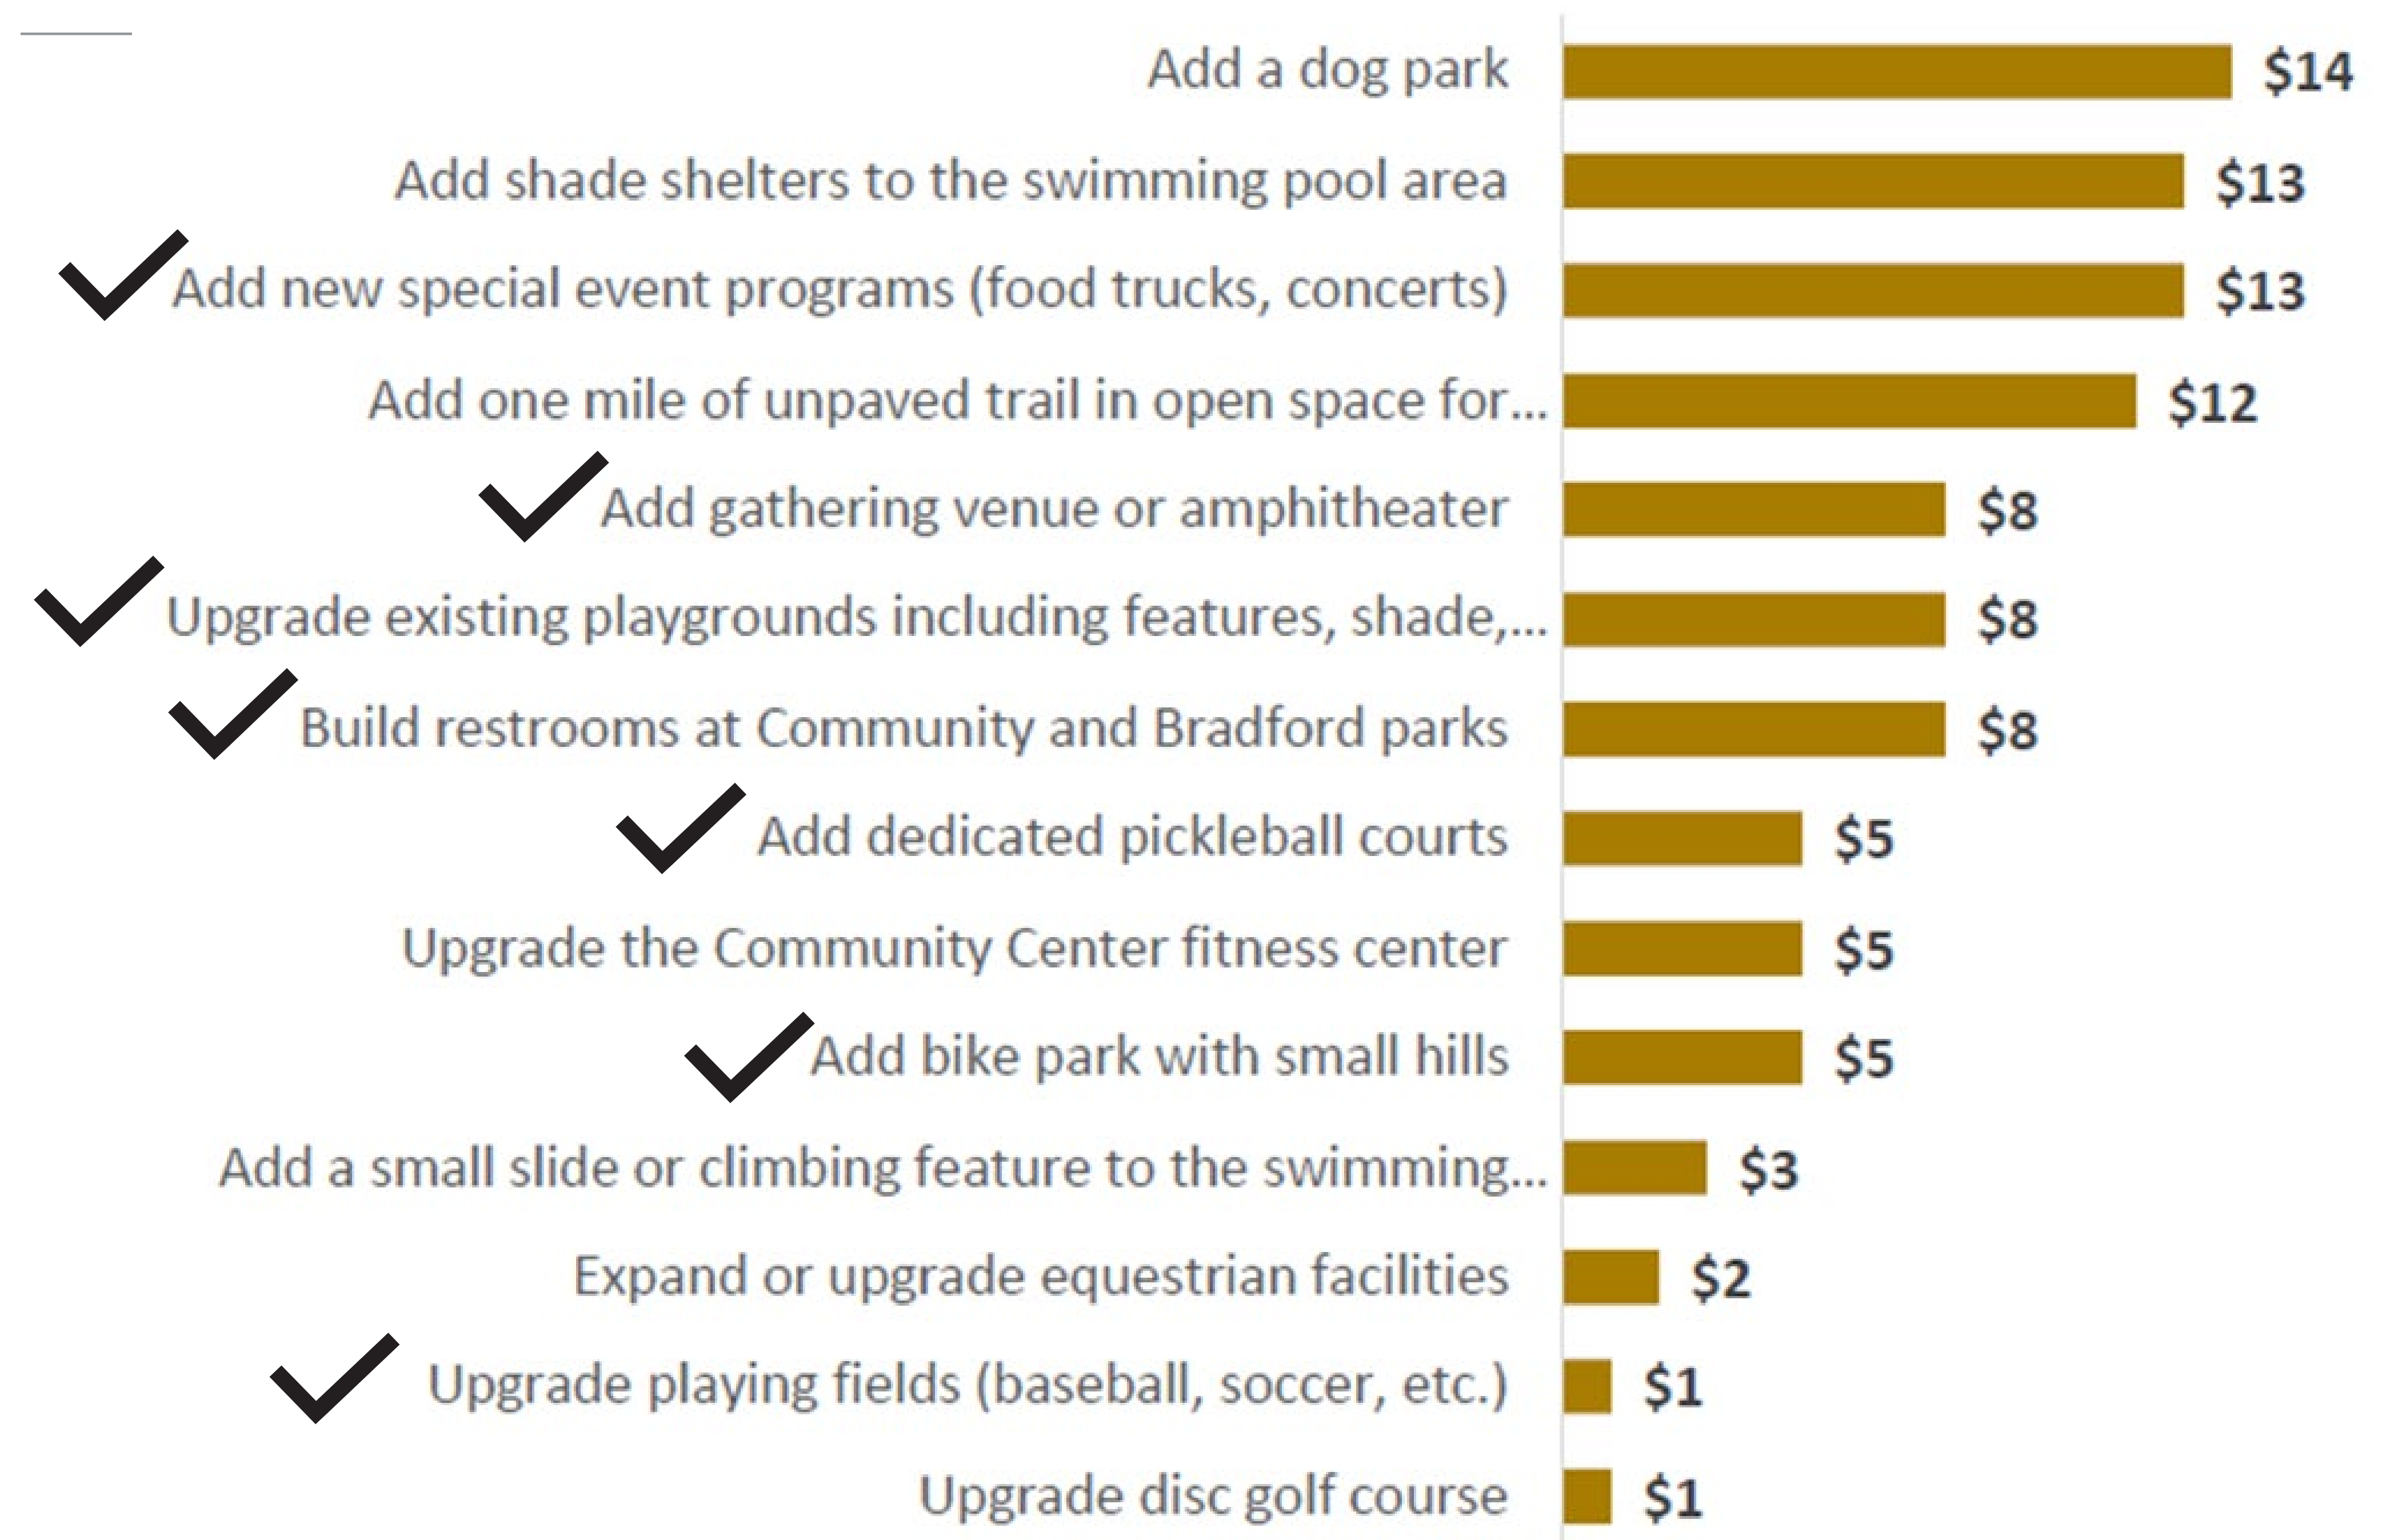 Add a dog park $14
Add shade shelters to the swimming pool area $13
Add new special event programs (food trucks, concerts) $13
Add one mile of unpaved trail in open space for... $12
Add gathering venue or amphitheater $8
Upgrade existing playgrounds including features, shade,... $8
Build restrooms at Community and Bradford parks $8
Add dedicated pickleball courts $5
Upgrade the Community Center fitness center $5
Add bike park with small hills $5
Add a small slide or climbing feature to the swimming... $3
Expand or upgrade equestrian facilities $2
Upgrade playing fields (baseball, soccer, etc.) $1
Upgrade disc golf course $1